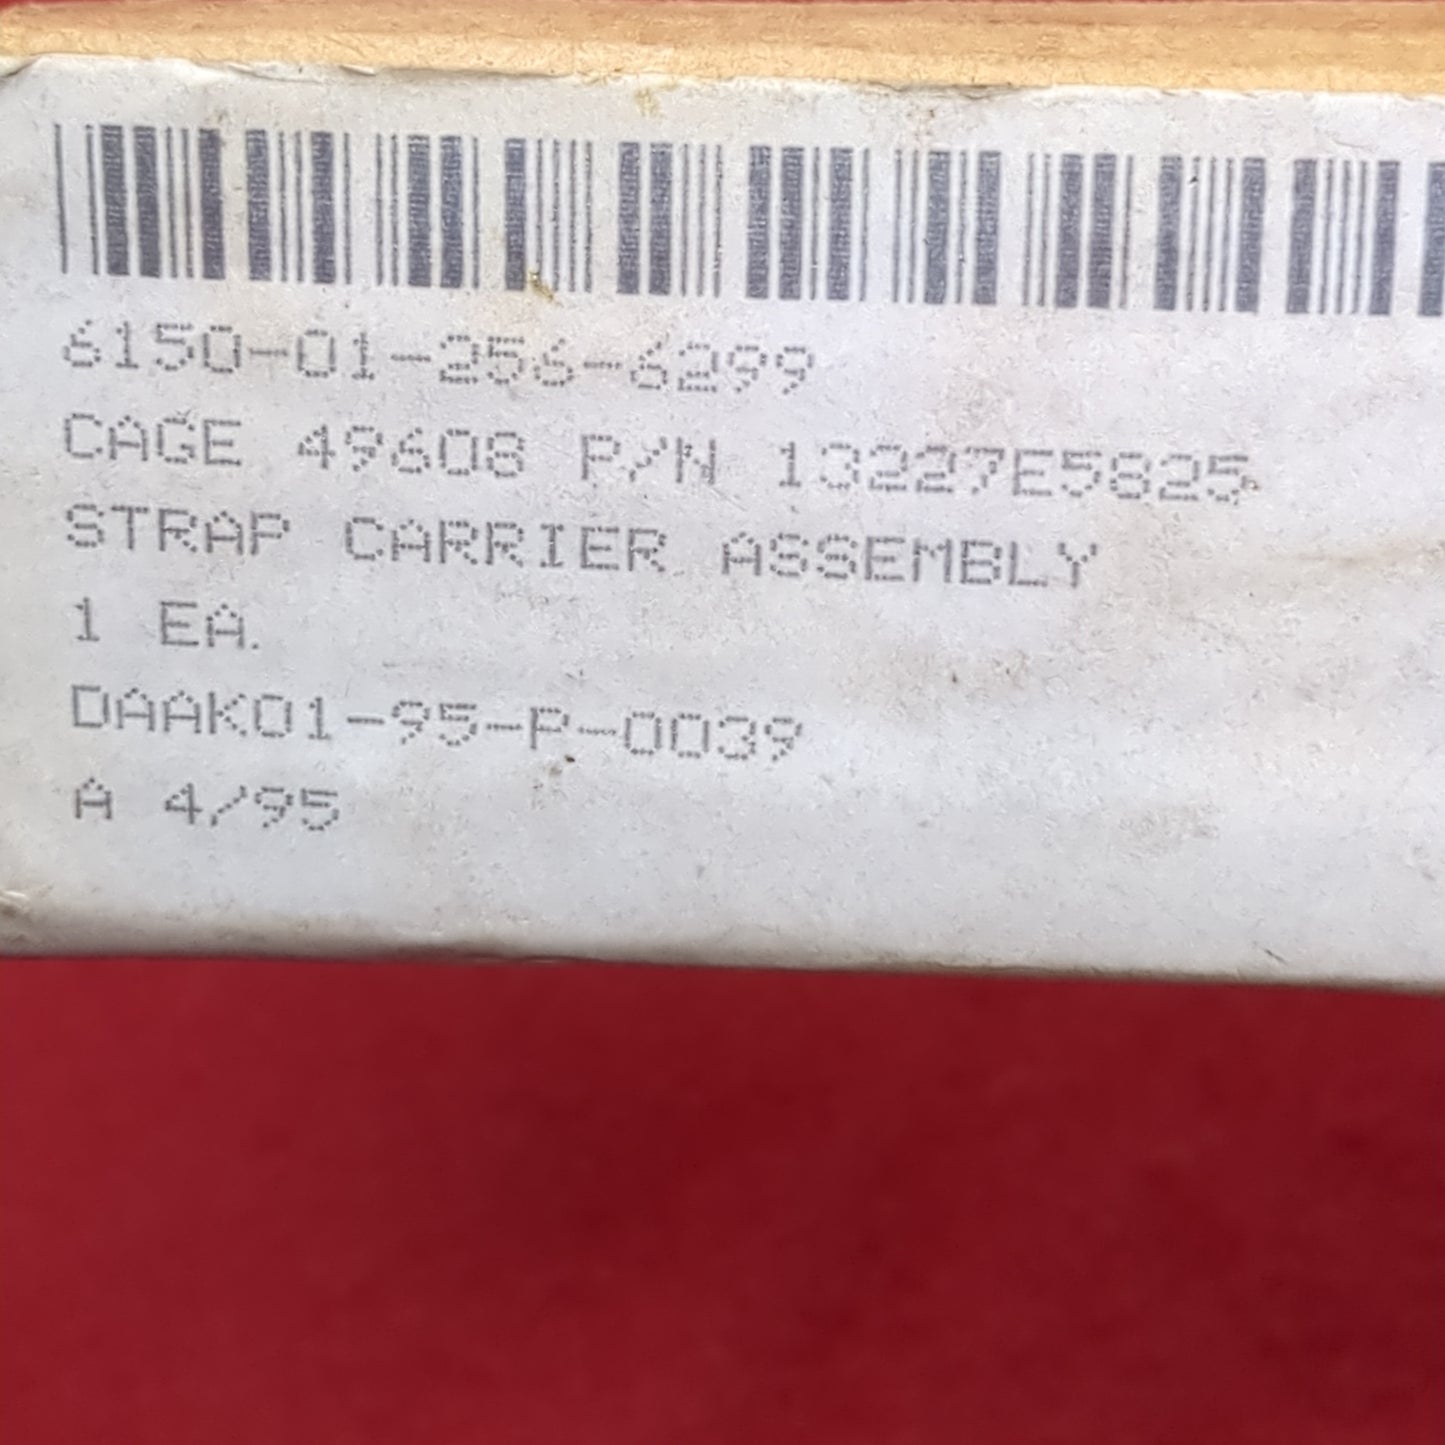 6150-01-256-6299
CAGE 49608 P/N 13227E5825
STRAP CARRIER ASSEMBLY
1 EA.
DAAK01-95-P-0039
A 4/95